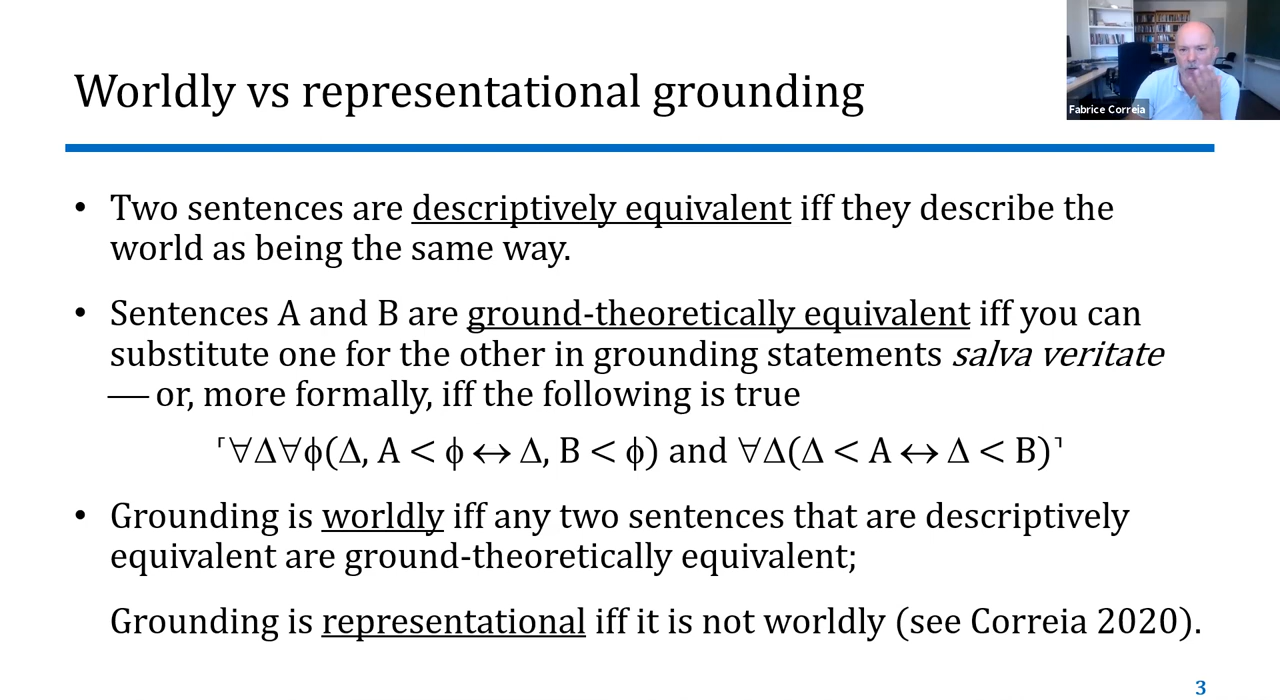 Worldly vs representational grounding
Fabrice Correia
• Two sentences are descriptively equivalent iff they describe the
world as being the same way.
• Sentences A and B are ground-theoretically equivalent iff you can
substitute one for the other in grounding statements salva veritate
— or, more formally, iff the following is true
⌜∀Δ∀ϕ(Δ, A < ϕ ↔ Δ, B < ϕ) and ∀Δ(Δ < A ↔ Δ < B)⌝
• Grounding is worldly iff any two sentences that are descriptively
equivalent are ground-theoretically equivalent;
Grounding is representational iff it is not worldly (see Correia 2020).
3